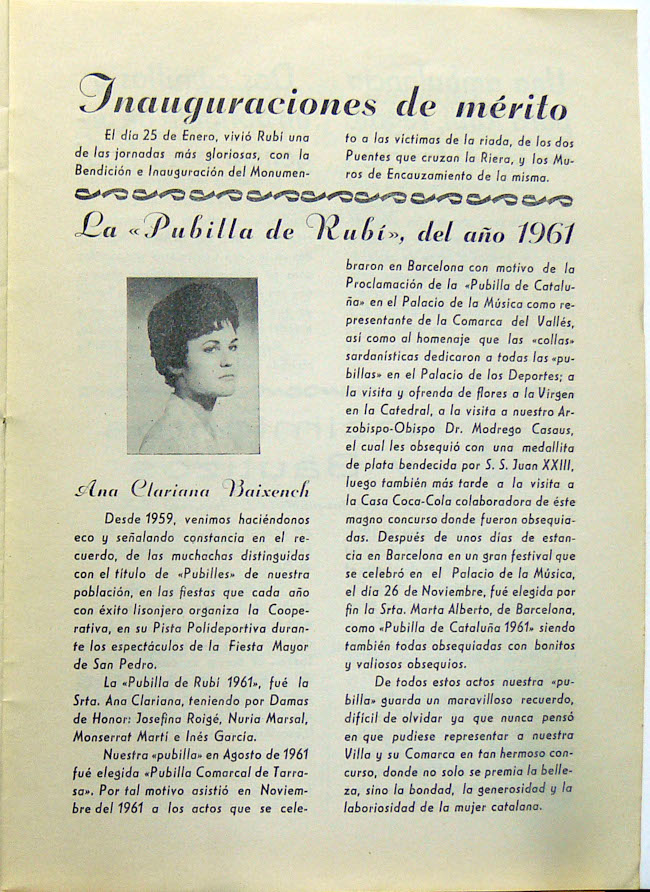 Inauguraciones de mérito
El día 25 de Enero, vivió Rubí una
de las jornadas más gloriosas, con la
Bendición e Inauguración del Monumen-
to a las víctimas de la riada, de los dos
Puentes que cruzan la Riera, y los Mu-
ros de Encauzamiento de la misma.
La «Pubilla de Rubí», del año 1961
Ana Clariana Baixench
Desde 1959, venimos haciéndonos
eco y señalando constancia en el re-
cuerdo, de las muchachas distinguidas
con el título de «Pubilles» de nuestra
población, en las fiestas que cada año
con éxito lisonjero organiza la Coope-
rativa, en su Pista Polideportiva duran-
te los espectáculos de la Fiesta Mayor
de San Pedro.
La «Pubilla de Rubí 1961», fué la
Srta. Ana Clariana, teniendo por Damas
de Honor: Josefina Roigé, Nuria Marsal,
Monserrat Martí e Inés García.
Nuestra «pubilla» en Agosto de 1961
fué elegida «Pubilla Comarcal de Tarra-
sa». Por tal motivo asistió en Noviem-
bre del 1961 a los actos que se cele-
braron en Barcelona con motivo de la
Proclamación de la «Pubilla de Catalu-
ña» en el Palacio de la Música como re-
presentante de la Comarca del Vallés,
así como al homenaje que las «collas»
sardanísticas dedicaron a todas las «pu-
billas» en el Palacio de los Deportes; a
la visita y ofrenda de flores a la Virgen
en la Catedral, a la visita a nuestro Ar-
zobispo-Obispo Dr. Modrego Casaus,
el cual les obsequió con una medallita
de plata bendecida por S. S. Juan XXIII,
luego también más tarde a la visita a
la Casa Coca-Cola colaboradora de éste
magno concurso donde fueron obsequia-
das. Después de unos días de estan-
cia en Barcelona en un gran festival que
se celebró en el Palacio de la Música,
el día 26 de Noviembre, fué elegida por
fin la Srta. Marta Alberto, de Barcelona,
como «Pubilla de Cataluña 1961» siendo
también todas obsequiadas con bonitos
y valiosos obsequios.
De todos estos actos nuestra «pu-
billa» guarda un maravilloso recuerdo,
difícil de olvidar ya que nunca pensó
en que pudiese representar a nuestra
Villa y su Comarca en tan hermoso con-
curso, donde no solo se premia la belle-
za, sino la bondad, la generosidad y la
laboriosidad de la mujer catalana.